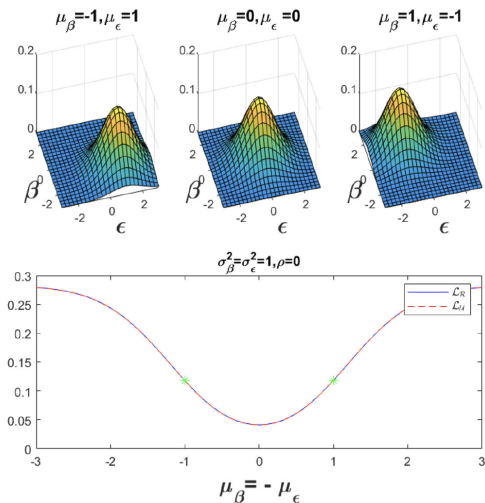 μ_β=-1,μ_ϵ=1 μ_β=0,μ_ϵ=0 μ_β=1,μ_ϵ=-1
0.2 0.2 0.2
0.1 0.1 0.1
0 0 0
2 2 2
0 0 0
-2 -2 -2
β β β
-2 0 2 -2 0 2 -2 0 2
ϵ ϵ ϵ
σ²_β=σ²_ϵ=1,ρ=0
0.3
0.25
0.2
0.15
0.1
0.05
0
ℒ_ℛ
ℒ_𝒰
-3 -2 -1 0 1 2 3
μ_β= - μ_ϵ